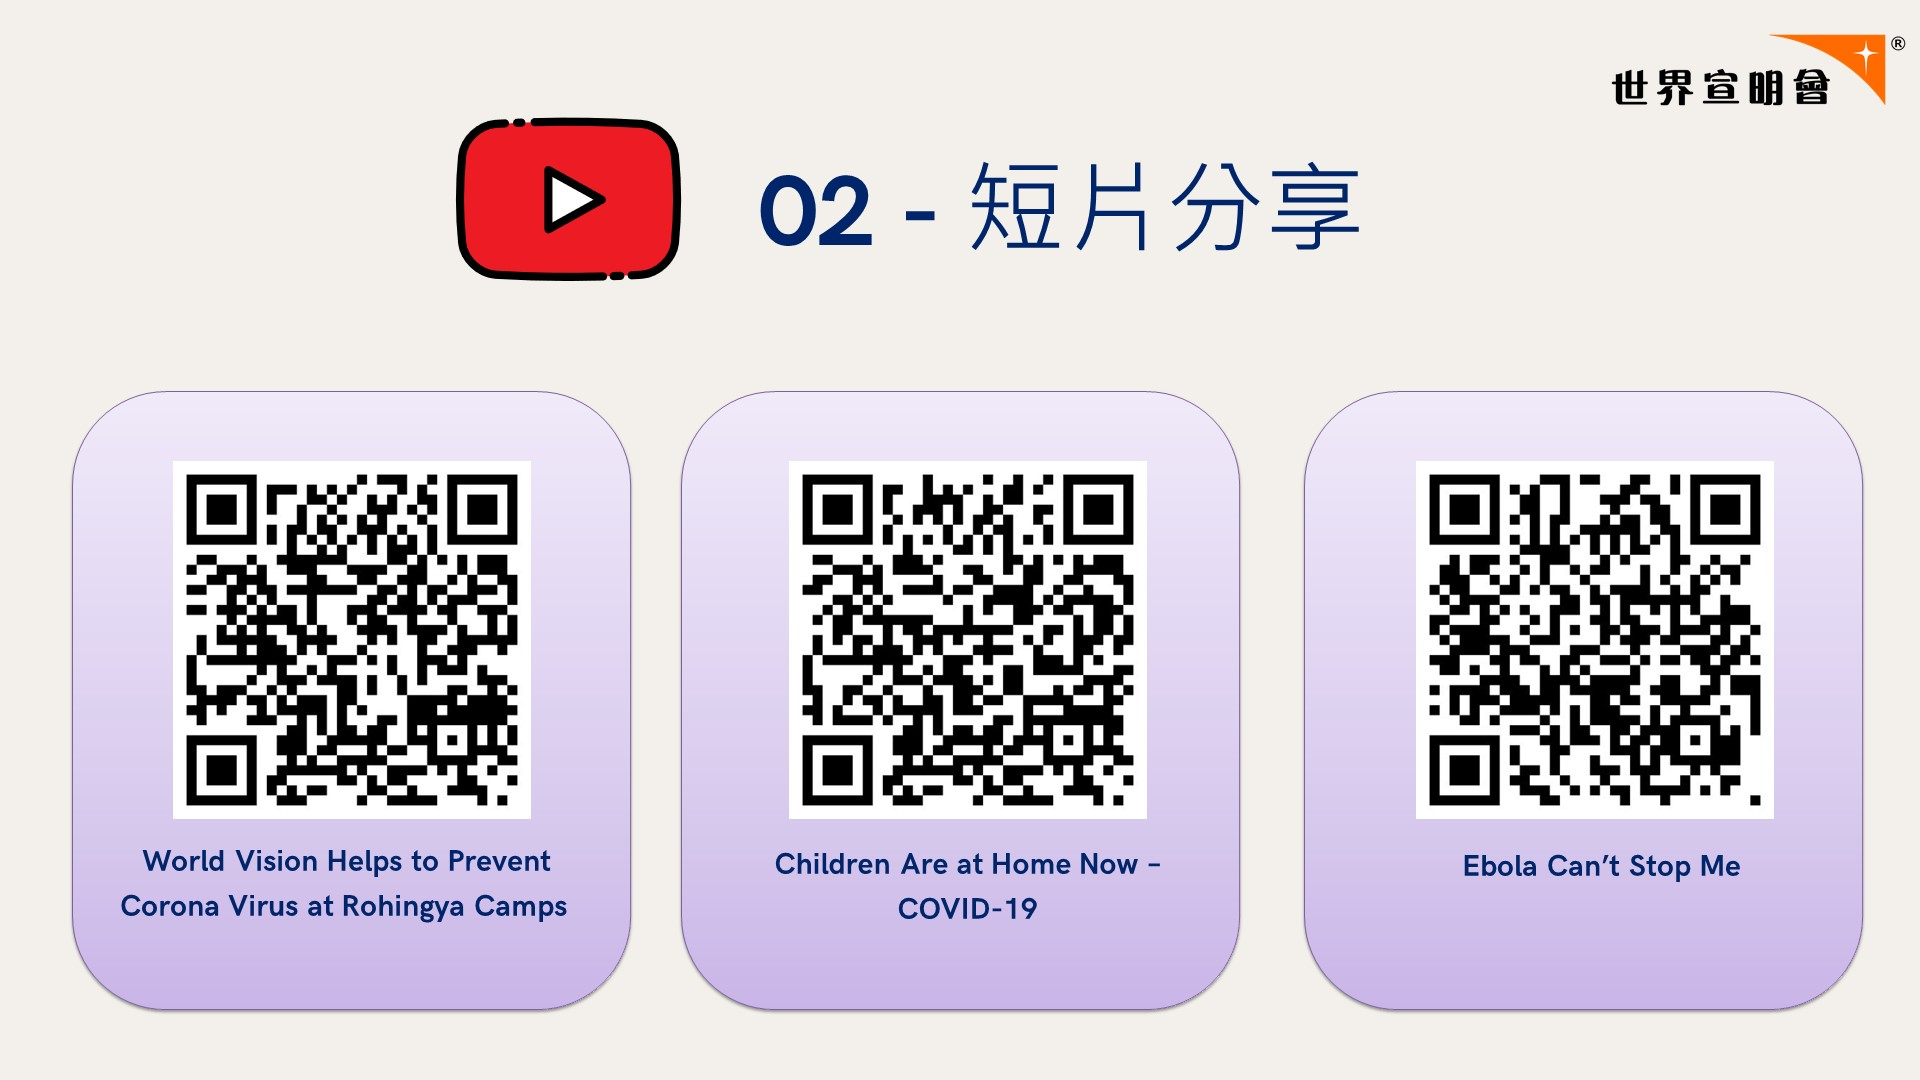 世界宣明會®
02 - 短片分享
World Vision Helps to Prevent
Corona Virus at Rohingya Camps
Children Are at Home Now –
COVID-19
Ebola Can’t Stop Me